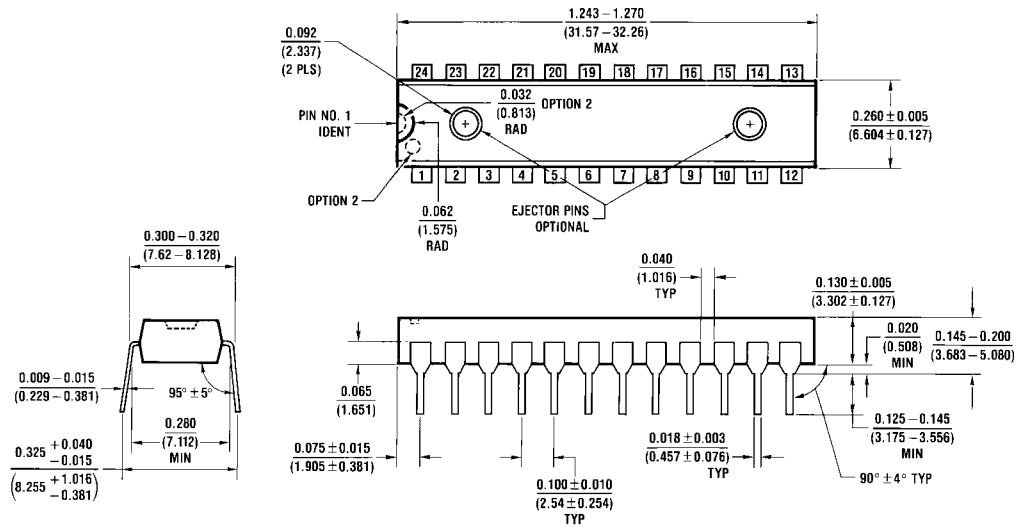 1.243 – 1.270
(31.57 – 32.26)
MAX
0.092
(2.337)
(2 PLS)
24 23 22 21 20 19 18 17 16 15 14 13
0.032
(0.813)
RAD
OPTION 2
PIN NO. 1
IDENT
0.260 ± 0.005
(6.604 ± 0.127)
1 2 3 4 5 6 7 8 9 10 11 12
OPTION 2
0.062
(1.575)
RAD
EJECTOR PINS
OPTIONAL
0.300 – 0.320
(7.62 – 8.128)
0.040
(1.016)
TYP
0.130 ± 0.005
(3.302 ± 0.127)
0.020
(0.508)
MIN
0.145 – 0.200
(3.683 – 5.080)
0.009 – 0.015
(0.229 – 0.381)
95° ± 5°
0.280
(7.112)
MIN
0.325 + 0.040 – 0.015
(8.255 + 1.016 – 0.381)
0.065
(1.651)
0.075 ± 0.015
(1.905 ± 0.381)
0.100 ± 0.010
(2.54 ± 0.254)
TYP
0.018 ± 0.003
(0.457 ± 0.076)
TYP
0.125 – 0.145
(3.175 – 3.556)
MIN
90° ± 4° TYP